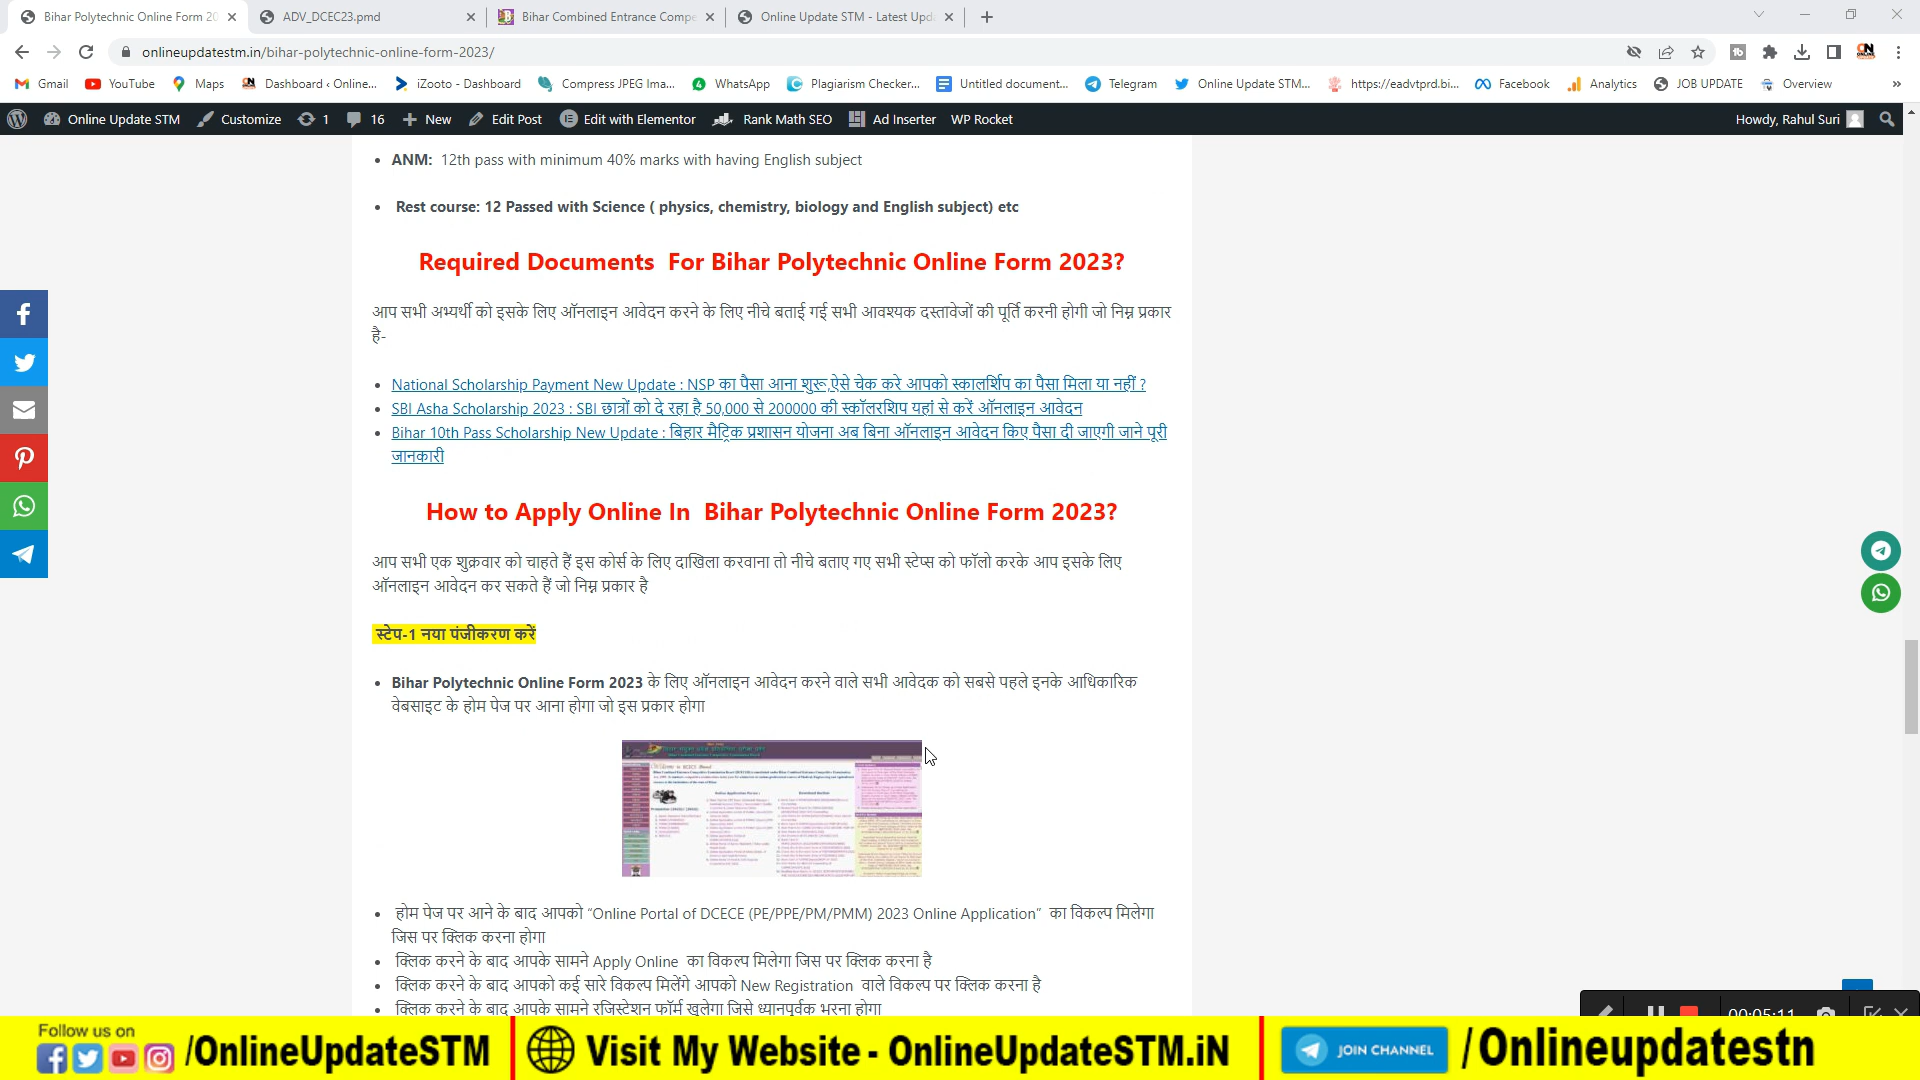 Bihar Polytechnic Online Form 20
ADV_DCEC23.pmd
Bihar Combined Entrance Compe
Online Update STM - Latest Upd
onlineupdatestm.in/bihar-polytechnic-online-form-2023/
Gmail YouTube Maps Dashboard ‹ Online... iZooto - Dashboard Compress JPEG Ima... WhatsApp Plagiarism Checker... Untitled document... Telegram Online Update STM... https://eadvtprd.bi... Facebook Analytics JOB UPDATE Overview »
Online Update STM Customize 1 16 New Edit Post Edit with Elementor Rank Math SEO Ad Inserter WP Rocket Howdy, Rahul Suri
ANM: 12th pass with minimum 40% marks with having English subject
Rest course: 12 Passed with Science ( physics, chemistry, biology and English subject) etc
Required Documents For Bihar Polytechnic Online Form 2023?
आप सभी अभ्यर्थी को इसके लिए ऑनलाइन आवेदन करने के लिए नीचे बताई गई सभी आवश्यक दस्तावेजों की पूर्ति करनी होगी जो निम्न प्रकार
है-
National Scholarship Payment New Update : NSP का पैसा आना शुरू,ऐसे चेक करे आपको स्कालर्शिप का पैसा मिला या नहीं ?
SBI Asha Scholarship 2023 : SBI छात्रों को दे रहा है 50,000 से 200000 की स्कॉलरशिप यहां से करें ऑनलाइन आवेदन
Bihar 10th Pass Scholarship New Update : बिहार मैट्रिक प्रशासन योजना अब बिना ऑनलाइन आवेदन किए पैसा दी जाएगी जाने पूरी
जानकारी
How to Apply Online In Bihar Polytechnic Online Form 2023?
आप सभी एक शुक्रवार को चाहते हैं इस कोर्स के लिए दाखिला करवाना तो नीचे बताए गए सभी स्टेप्स को फॉलो करके आप इसके लिए
ऑनलाइन आवेदन कर सकते हैं जो निम्न प्रकार है
स्टेप-1 नया पंजीकरण करें
Bihar Polytechnic Online Form 2023 के लिए ऑनलाइन आवेदन करने वाले सभी आवेदक को सबसे पहले इनके आधिकारिक
वेबसाइट के होम पेज पर आना होगा जो इस प्रकार होगा
होम पेज पर आने के बाद आपको “Online Portal of DCECE (PE/PPE/PM/PMM) 2023 Online Application” का विकल्प मिलेगा
जिस पर क्लिक करना होगा
क्लिक करने के बाद आपके सामने Apply Online का विकल्प मिलेगा जिस पर क्लिक करना है
क्लिक करने के बाद आपको कई सारे विकल्प मिलेंगे आपको New Registration वाले विकल्प पर क्लिक करना है
क्लिक करने के बाद आपके सामने रजिस्टेशन फॉर्म खुलेगा जिसे ध्यानपूर्वक भरना होगा
00:05:11
Follow us on
/OnlineUpdateSTM
Visit My Website - OnlineUpdateSTM.iN
JOIN CHANNEL
/Onlineupdatestn